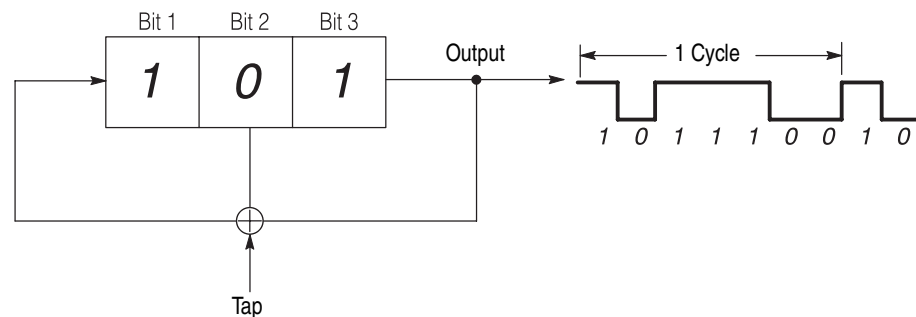 Bit 1 Bit 2 Bit 3
1 0 1
Output
1 Cycle
1 0 1 1 1 0 0 1 0
Tap